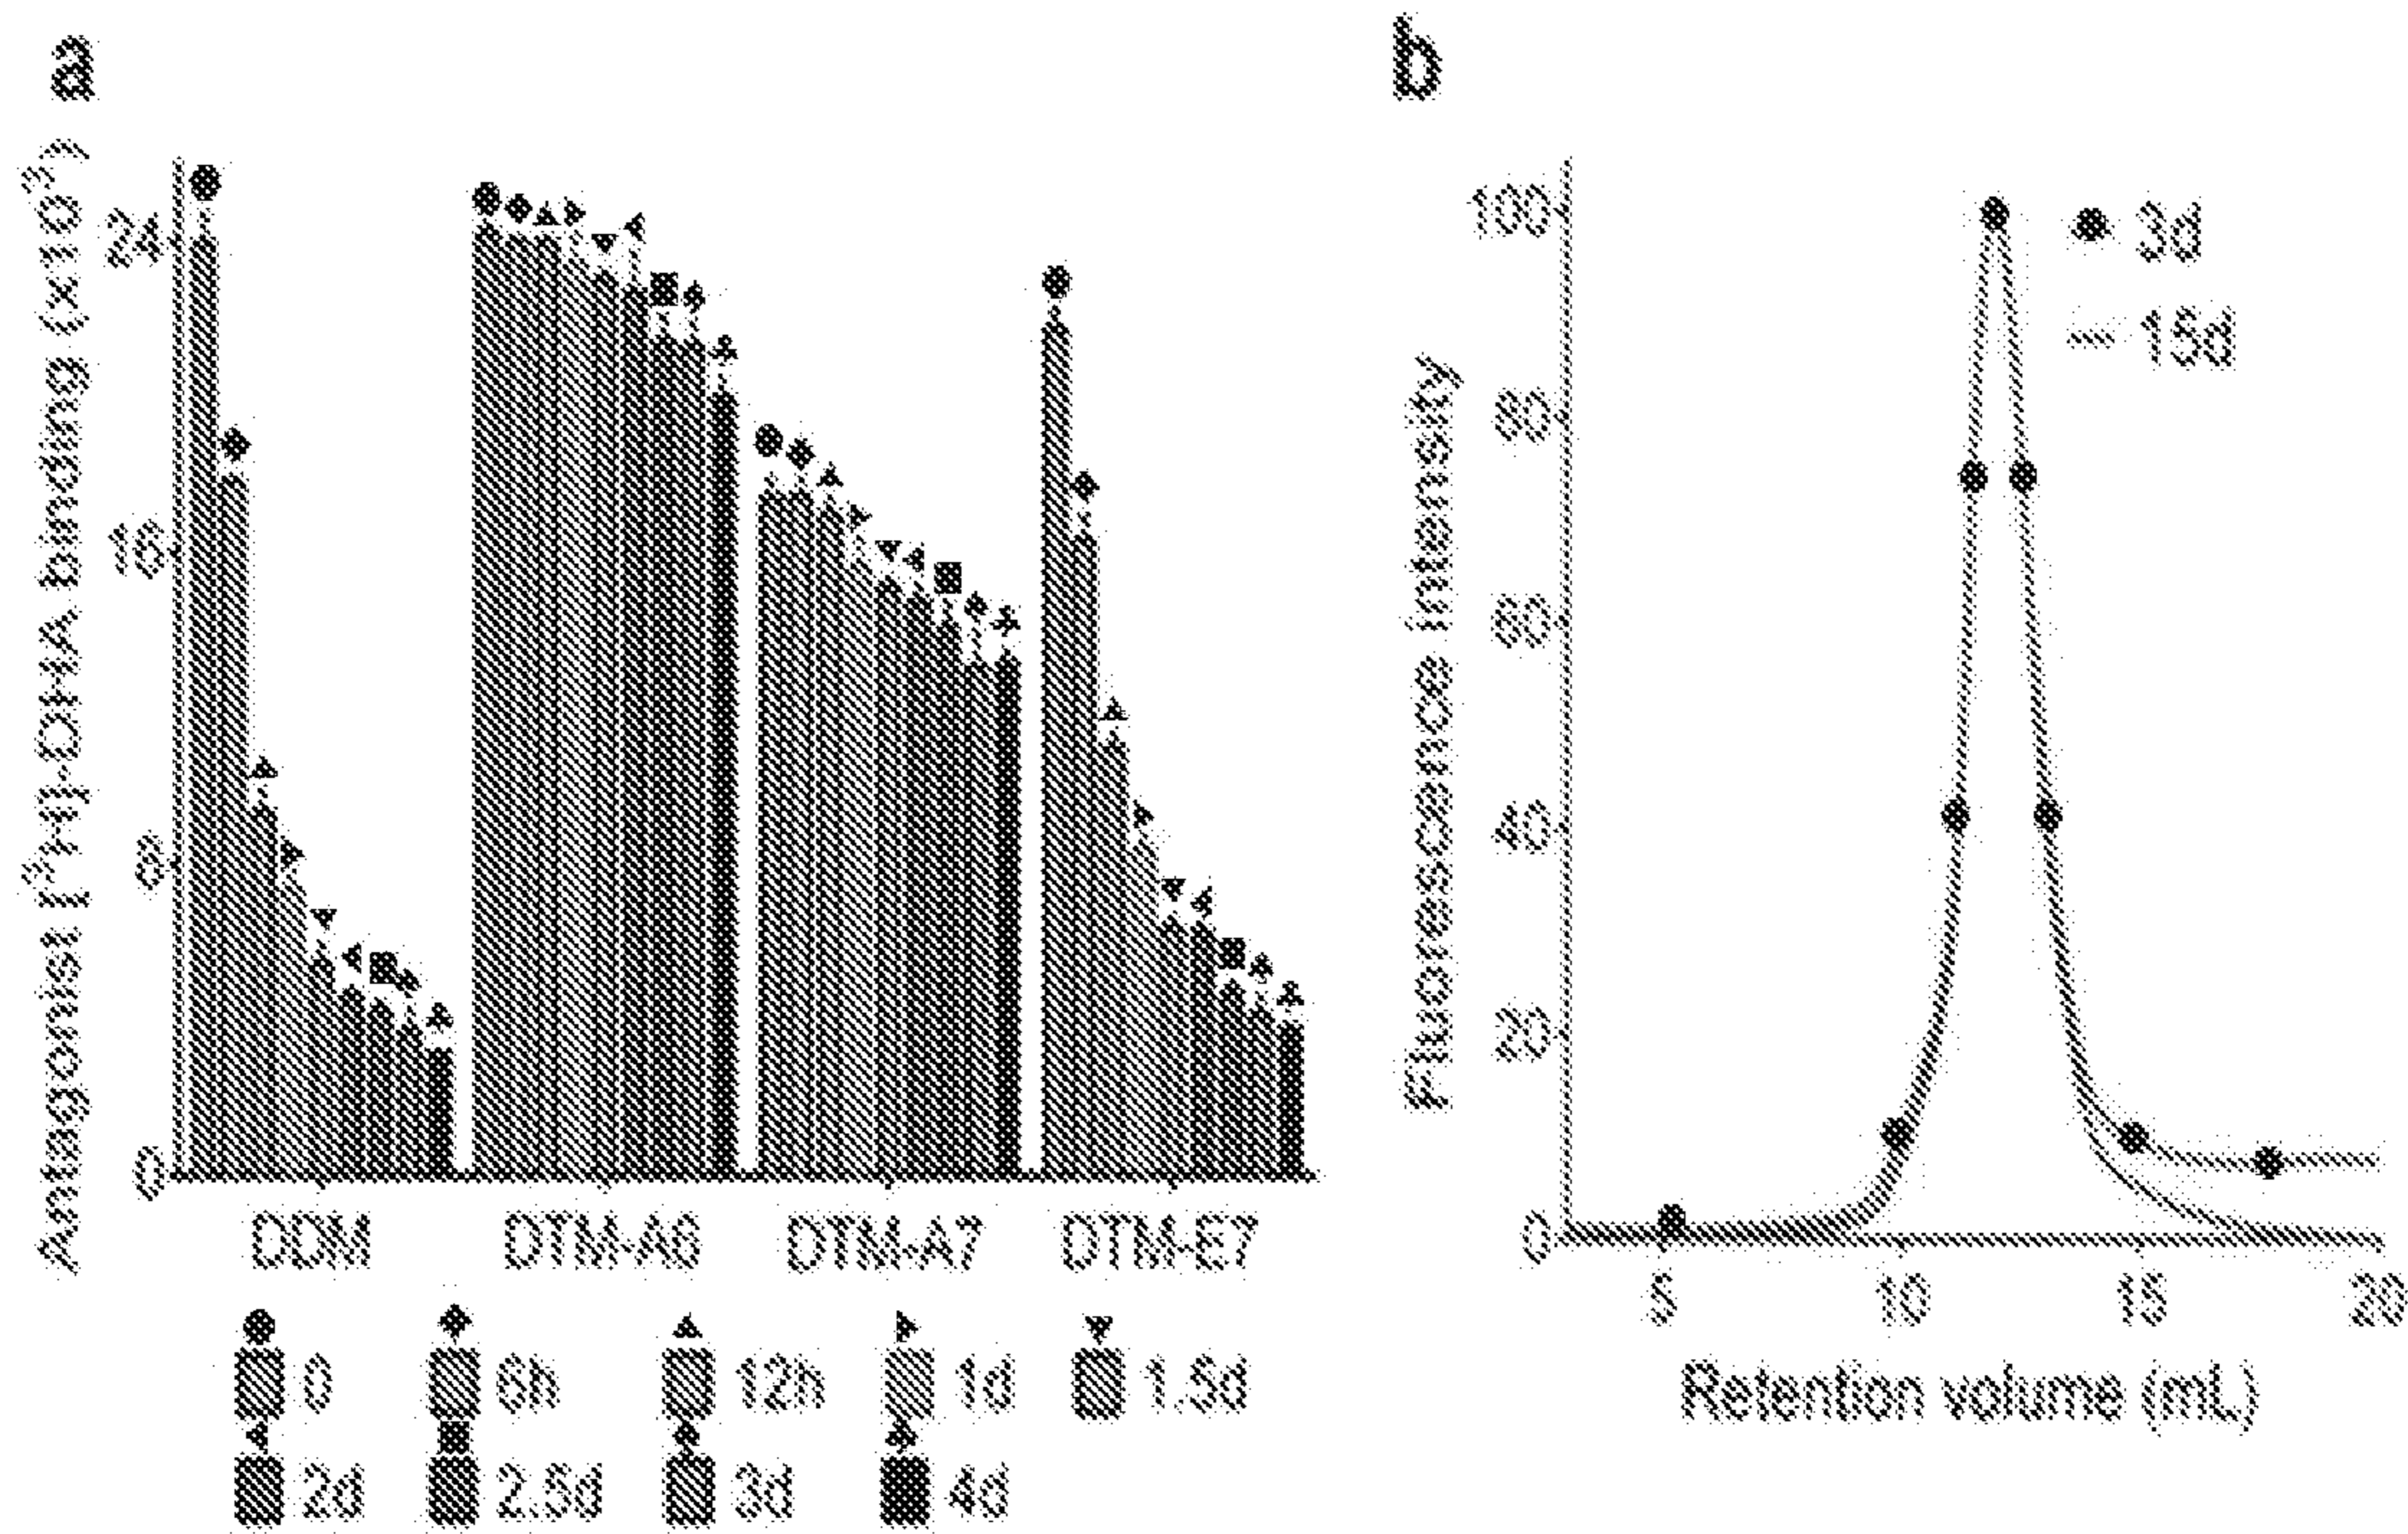 a
Antagonist [³H]-DHA binding (x10³)
24
16
8
0
DDM DTM-A6 DTM-A7 DTM-E7
0 6h 12h 1d 1.5d
2d 2.5d 3d 4d
b
Fluorescence intensity
100
80
60
40
20
0
3d
15d
5 10 15 20
Retention volume (mL)